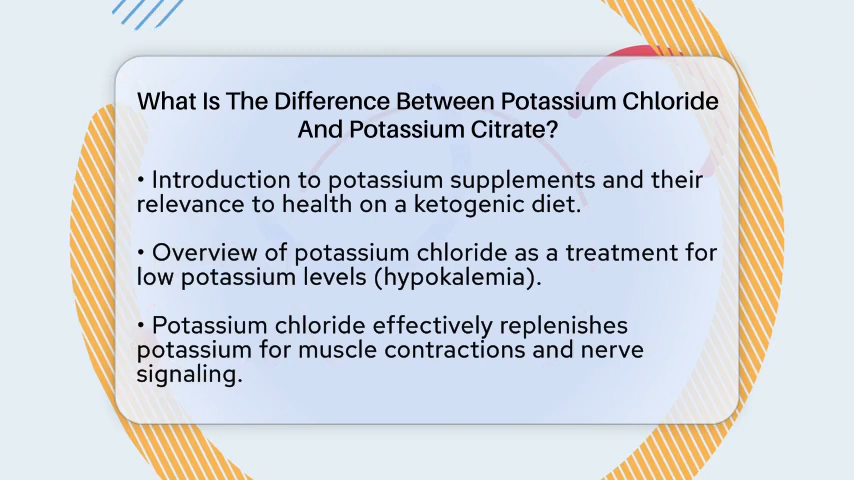 What Is The Difference Between Potassium Chloride
And Potassium Citrate?
• Introduction to potassium supplements and their
relevance to health on a ketogenic diet.
• Overview of potassium chloride as a treatment for
low potassium levels (hypokalemia).
• Potassium chloride effectively replenishes
potassium for muscle contractions and nerve
signaling.